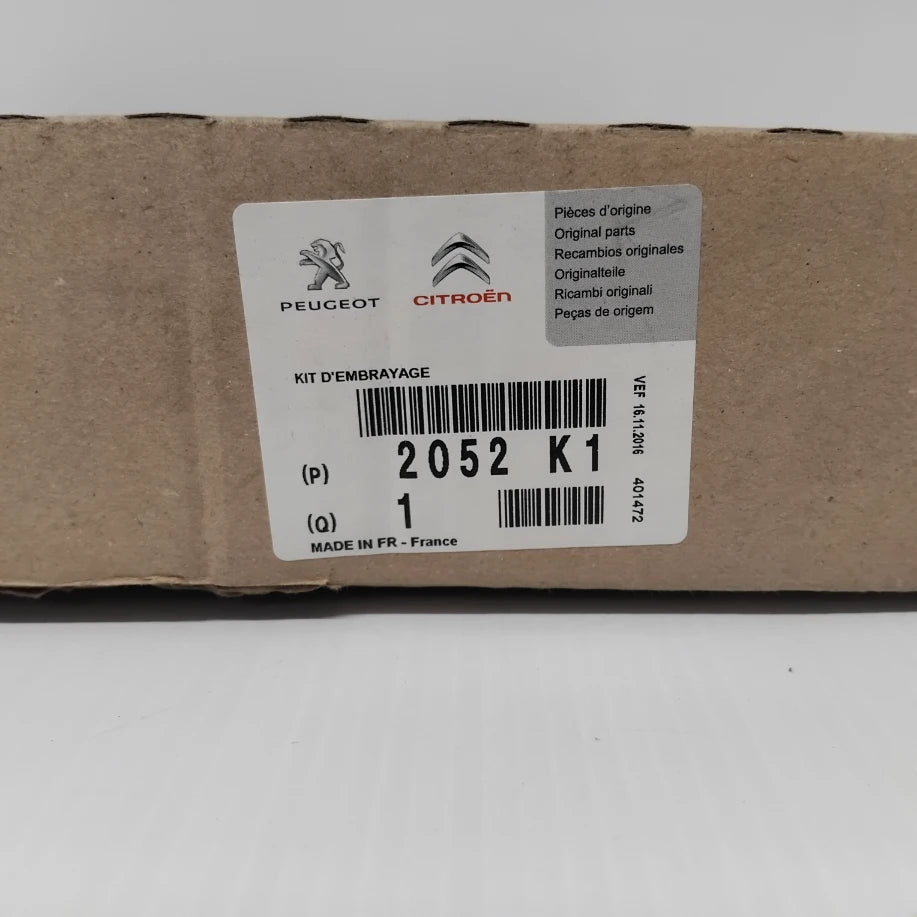 PEUGEOT
CITROËN
Pièces d'origine
Original parts
Recambios originales
Originalteile
Ricambi originali
Peças de origem
KIT D'EMBRAYAGE
(P) 2052 K1
(Q) 1
MADE IN FR - France
VEF 16.11.2016 401472